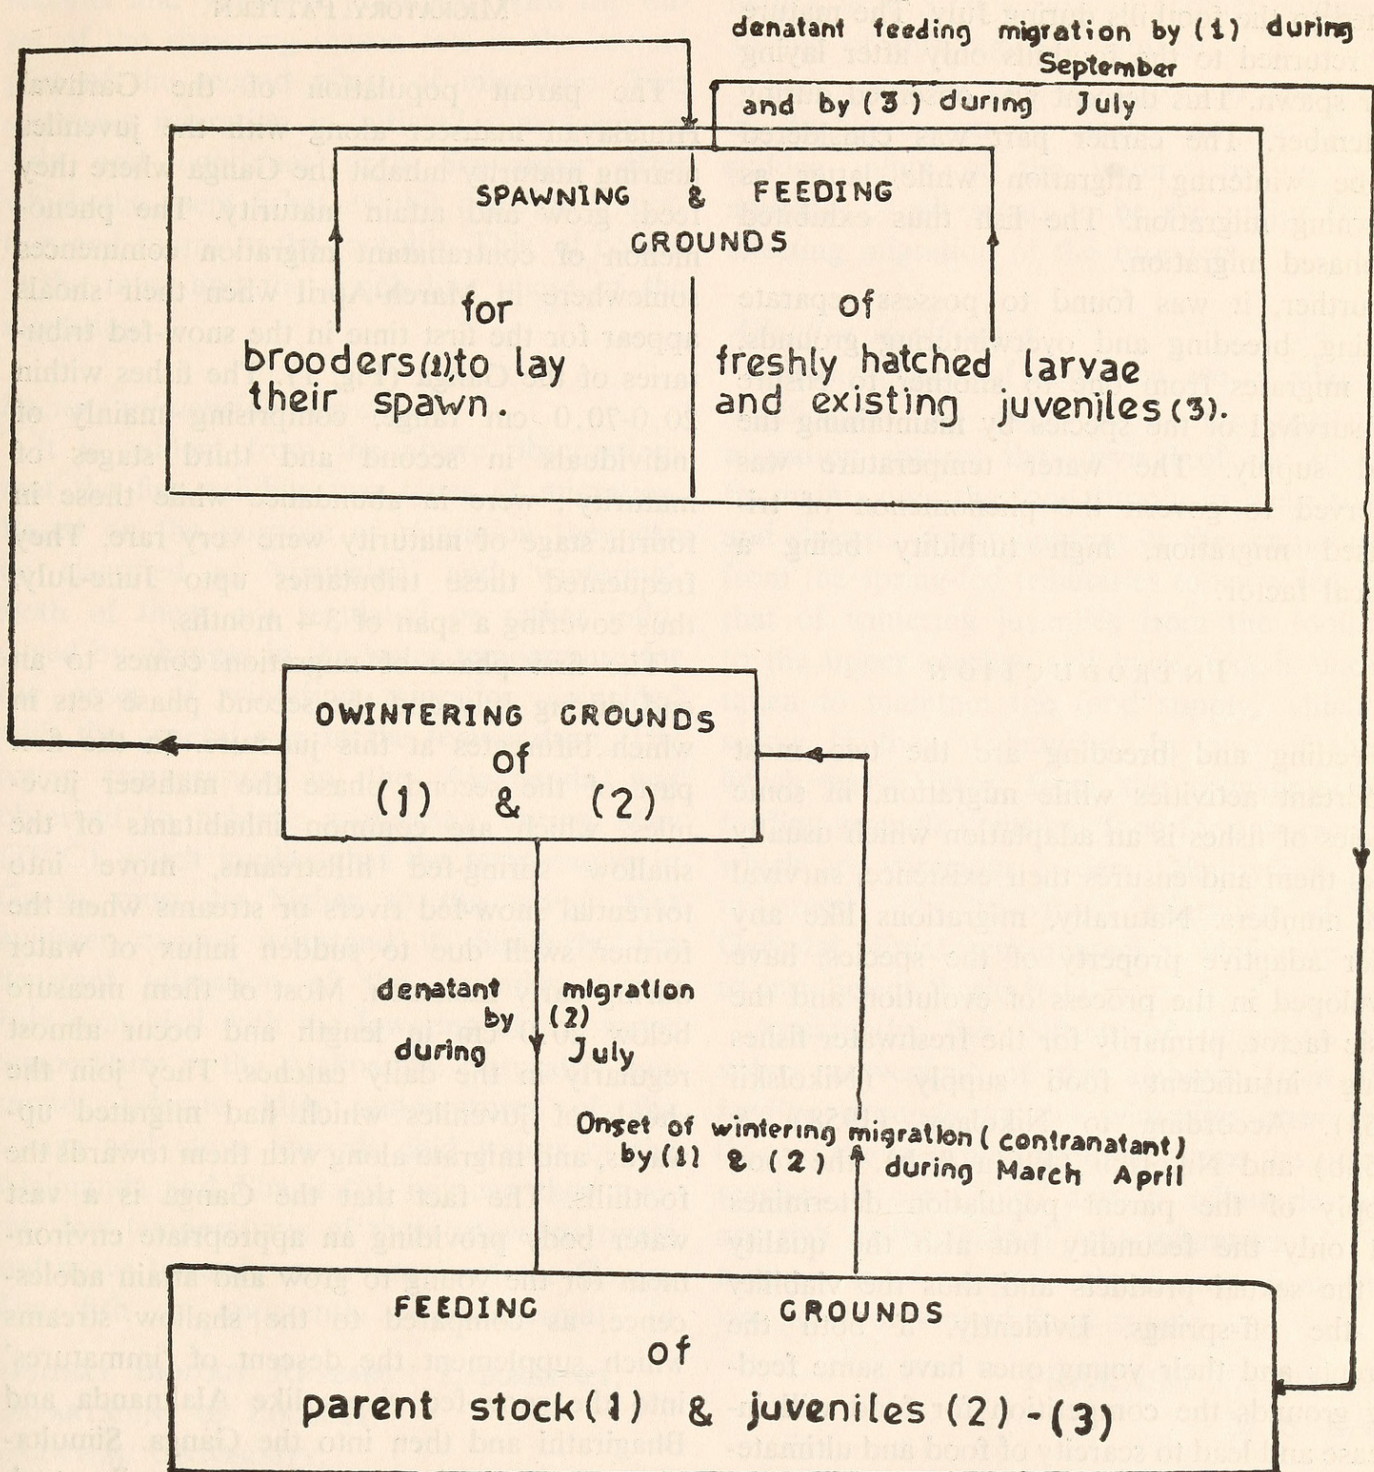 denatant feeding migration by (1) during
September
and by (3) during July
SPAWNING & FEEDING
GROUNDS
for
brooders(1),to lay
their spawn.
of
freshly hatched larvae
and existing juveniles (3).
OWINTERING GROUNDS
of
(1) & (2)
denatant migration
by (2)
during July
Onset of wintering migration ( contranatant )
by (1) & (2) during March April
FEEDING GROUNDS
of
parent stock (1) & juveniles (2) - (3)